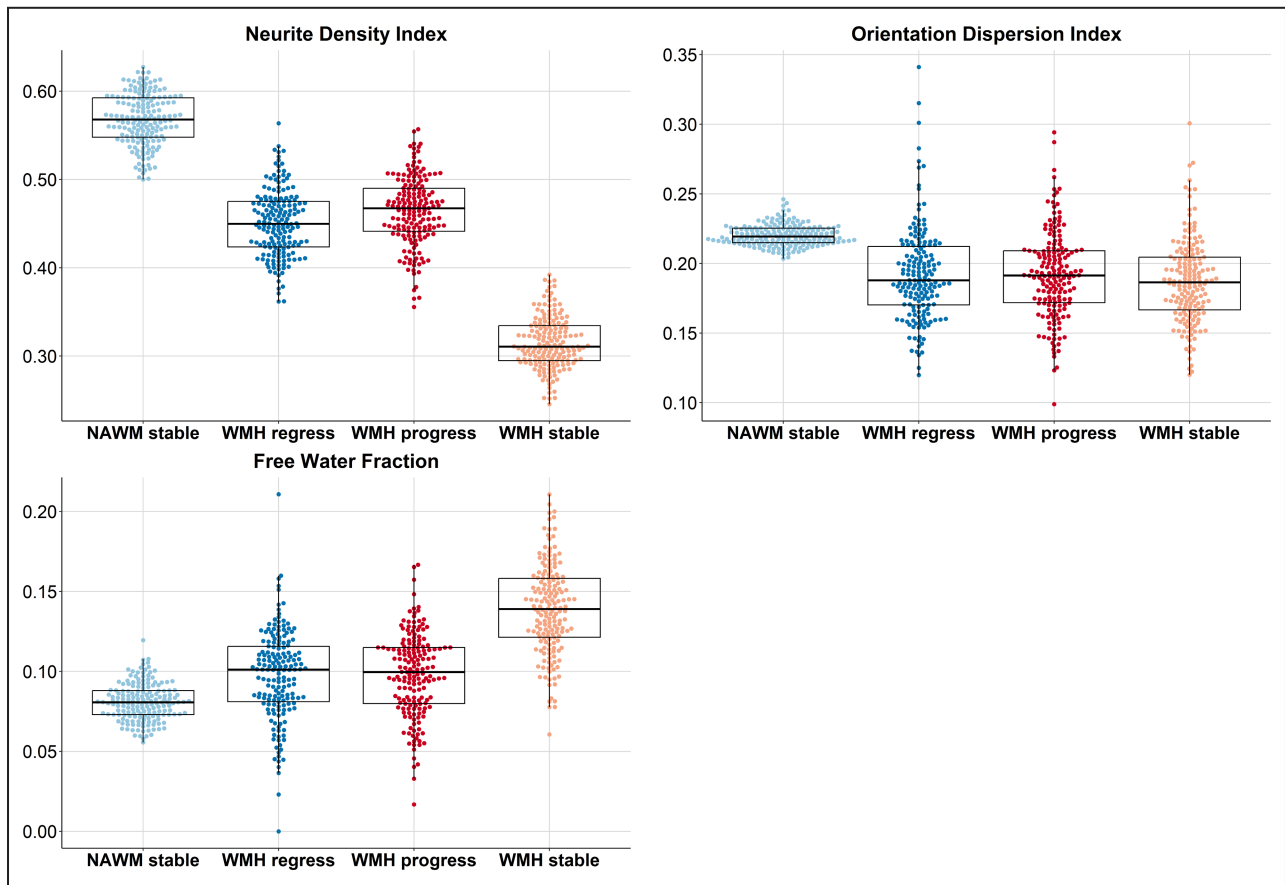 Neurite Density Index
0.60
0.50
0.40
0.30
NAWM stable WMH regress WMH progress WMH stable
Orientation Dispersion Index
0.35
0.30
0.25
0.20
0.15
0.10
NAWM stable WMH regress WMH progress WMH stable
Free Water Fraction
0.20
0.15
0.10
0.05
0.00
NAWM stable WMH regress WMH progress WMH stable